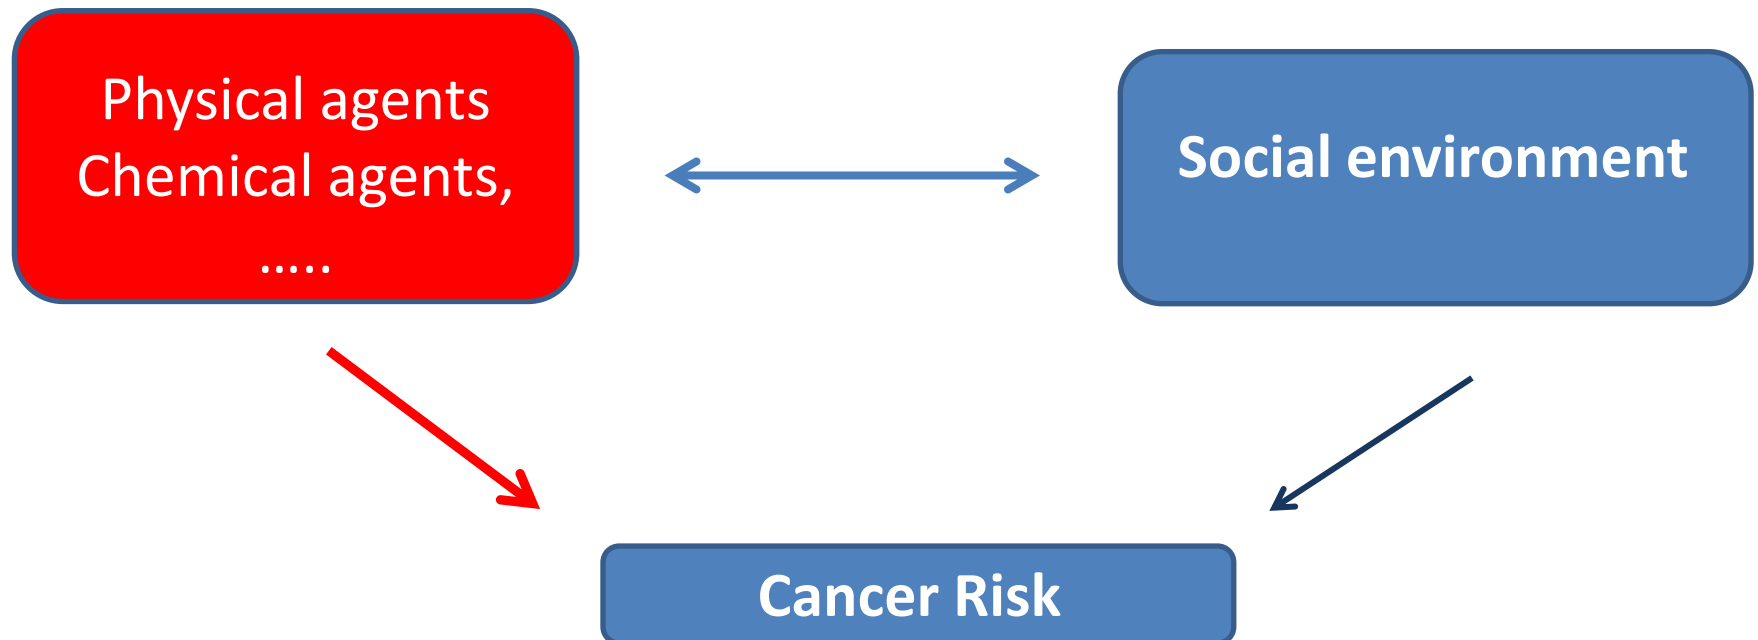 Physical agents
Chemical agents,
.....
Social environment
Cancer Risk